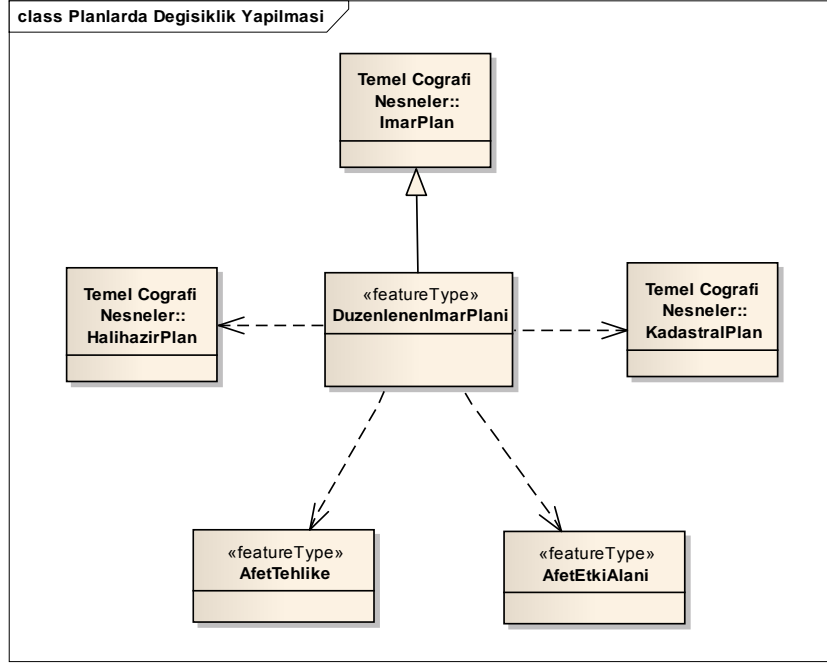 class Planlarda Degisiklik Yapilmasi
Temel Cografi
Nesneler::
ImarPlan
Temel Cografi
Nesneler::
HalihazirPlan
«featureType»
DuzenlenenImarPlani
Temel Cografi
Nesneler::
KadastralPlan
«featureType»
AfetTehlike
«featureType»
AfetEtkiAlani